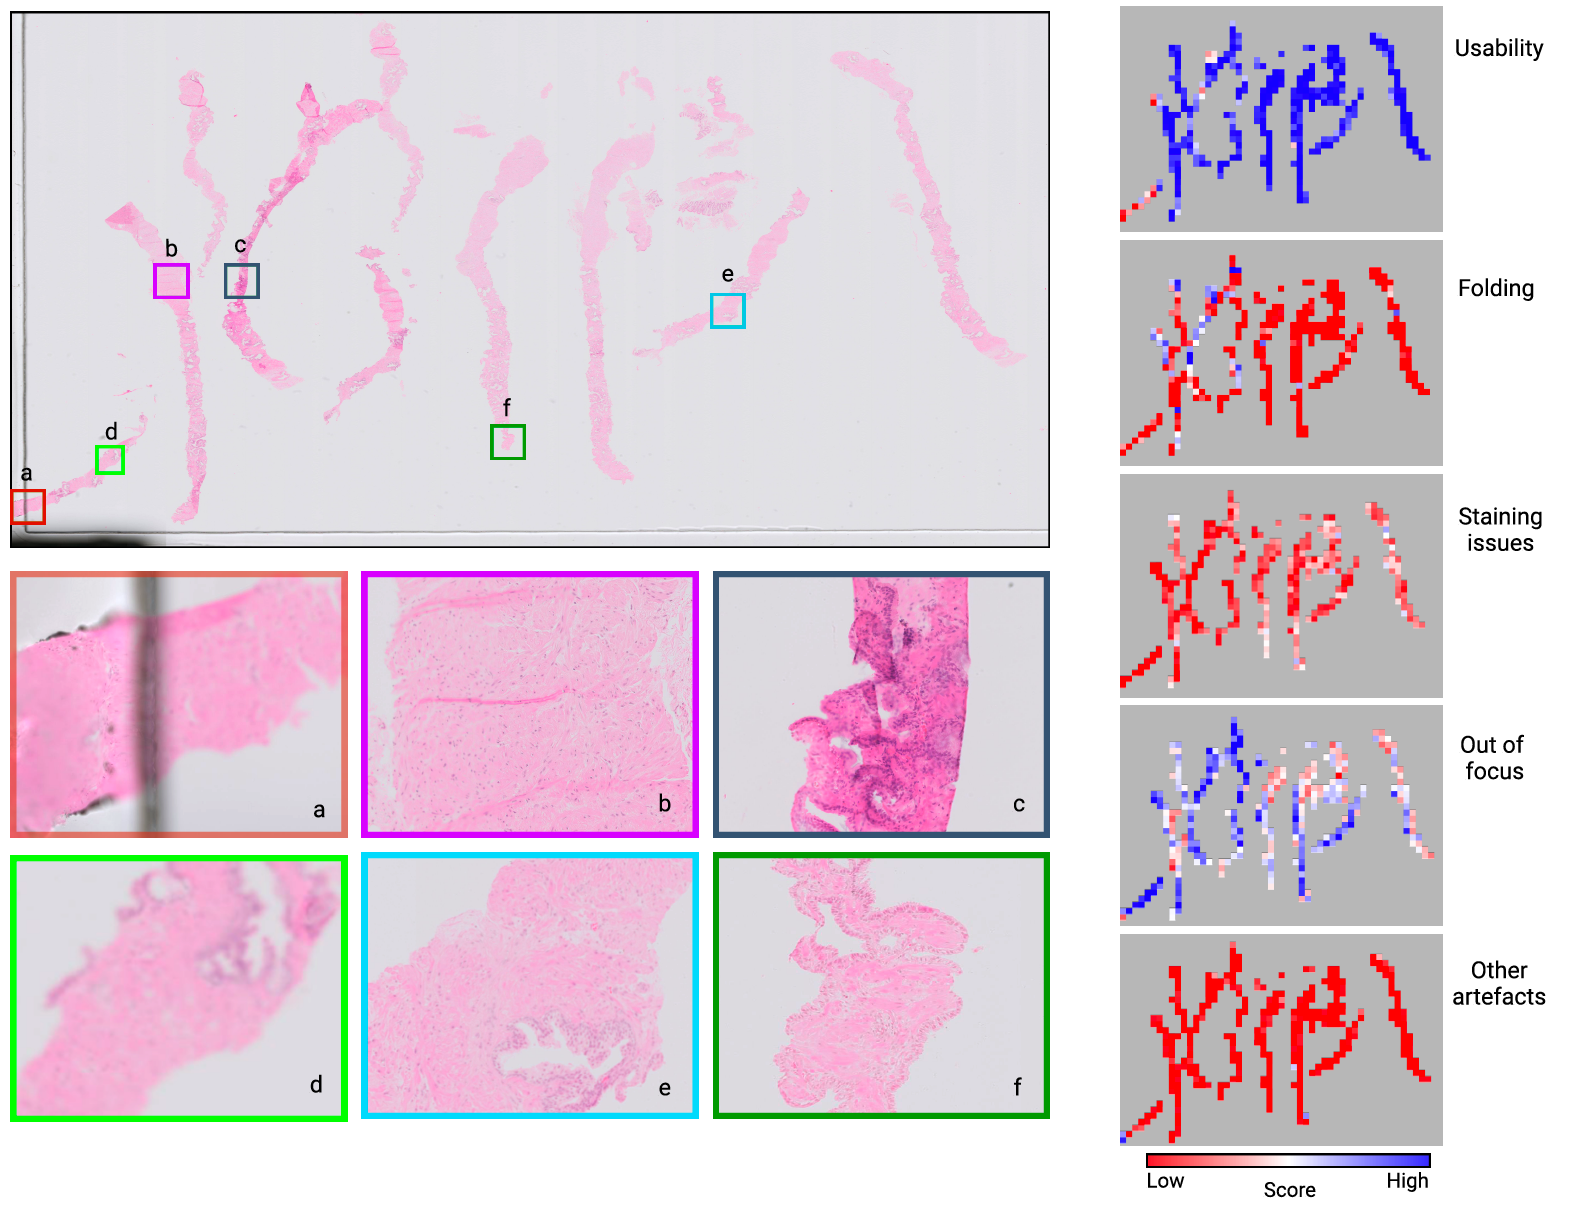 b
c
e
f
d
a
a
b
c
d
e
f
Usability
Folding
Staining
issues
Out of
focus
Other
artefacts
Low
High
Score